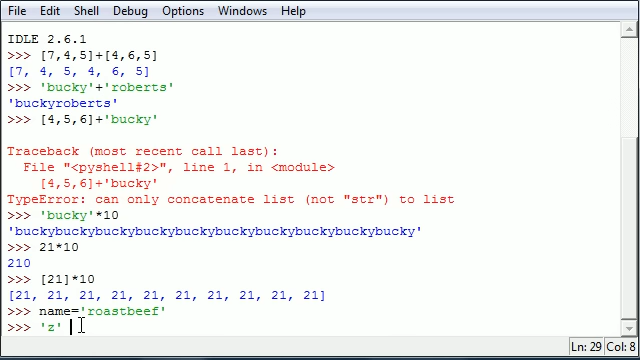 File Edit Shell Debug Options Windows Help
IDLE 2.6.1
>>> [7,4,5]+[4,6,5]
[7, 4, 5, 4, 6, 5]
>>> 'bucky'+'roberts'
'buckyroberts'
>>> [4,5,6]+'bucky'
Traceback (most recent call last):
File "<pyshell#2>", line 1, in <module>
[4,5,6]+'bucky'
TypeError: can only concatenate list (not "str") to list
>>> 'bucky'*10
'buckybuckybuckybuckybuckybuckybuckybuckybuckybucky'
>>> 21*10
210
>>> [21]*10
[21, 21, 21, 21, 21, 21, 21, 21, 21, 21]
>>> name='roastbeef'
>>> 'z'
Ln: 29 Col: 8